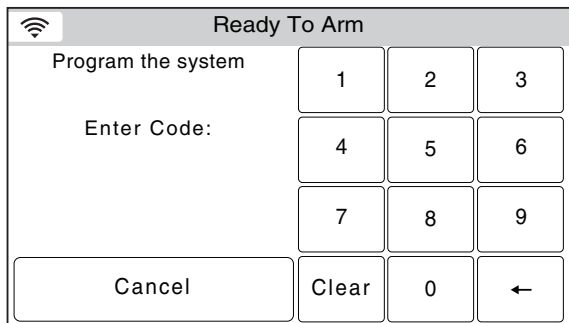 Ready To Arm
Program the system
Enter Code:
1 2 3
4 5 6
7 8 9
Cancel Clear 0 ←